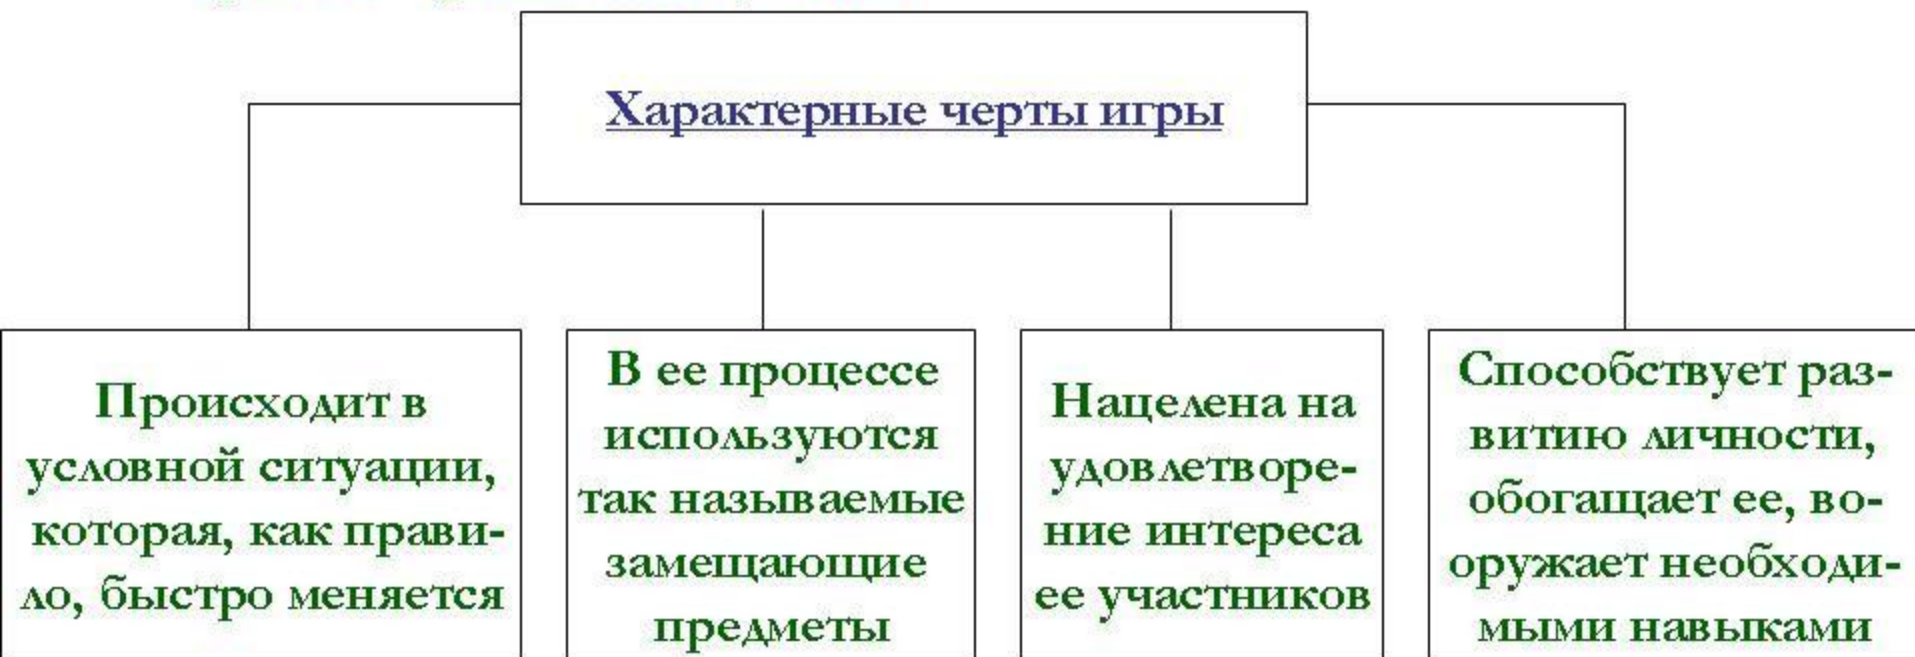 Характерные черты игры
Происходит в
условной ситуации,
которая, как прави-
ло, быстро меняется
В ее процессе
используются
так называемые
замещающие
предметы
Нацелена на
удовлетворе-
ние интереса
ее участников
Способствует раз-
витию личности,
обогащает ее, во-
оружает необходи-
мыми навыками